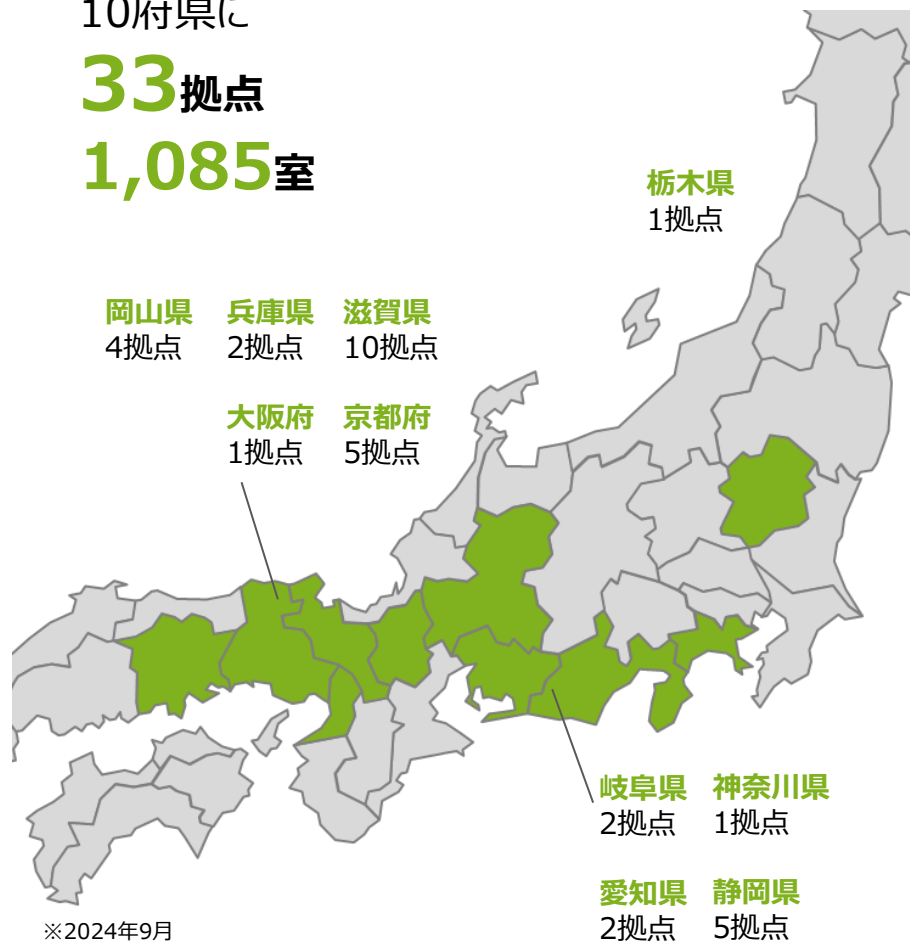 10府県に
33拠点
1,085室
栃木県
1拠点
岡山県 兵庫県 滋賀県
4拠点 2拠点 10拠点
大阪府 京都府
1拠点 5拠点
岐阜県 神奈川県
2拠点 1拠点
愛知県 静岡県
2拠点 5拠点
※2024年9月